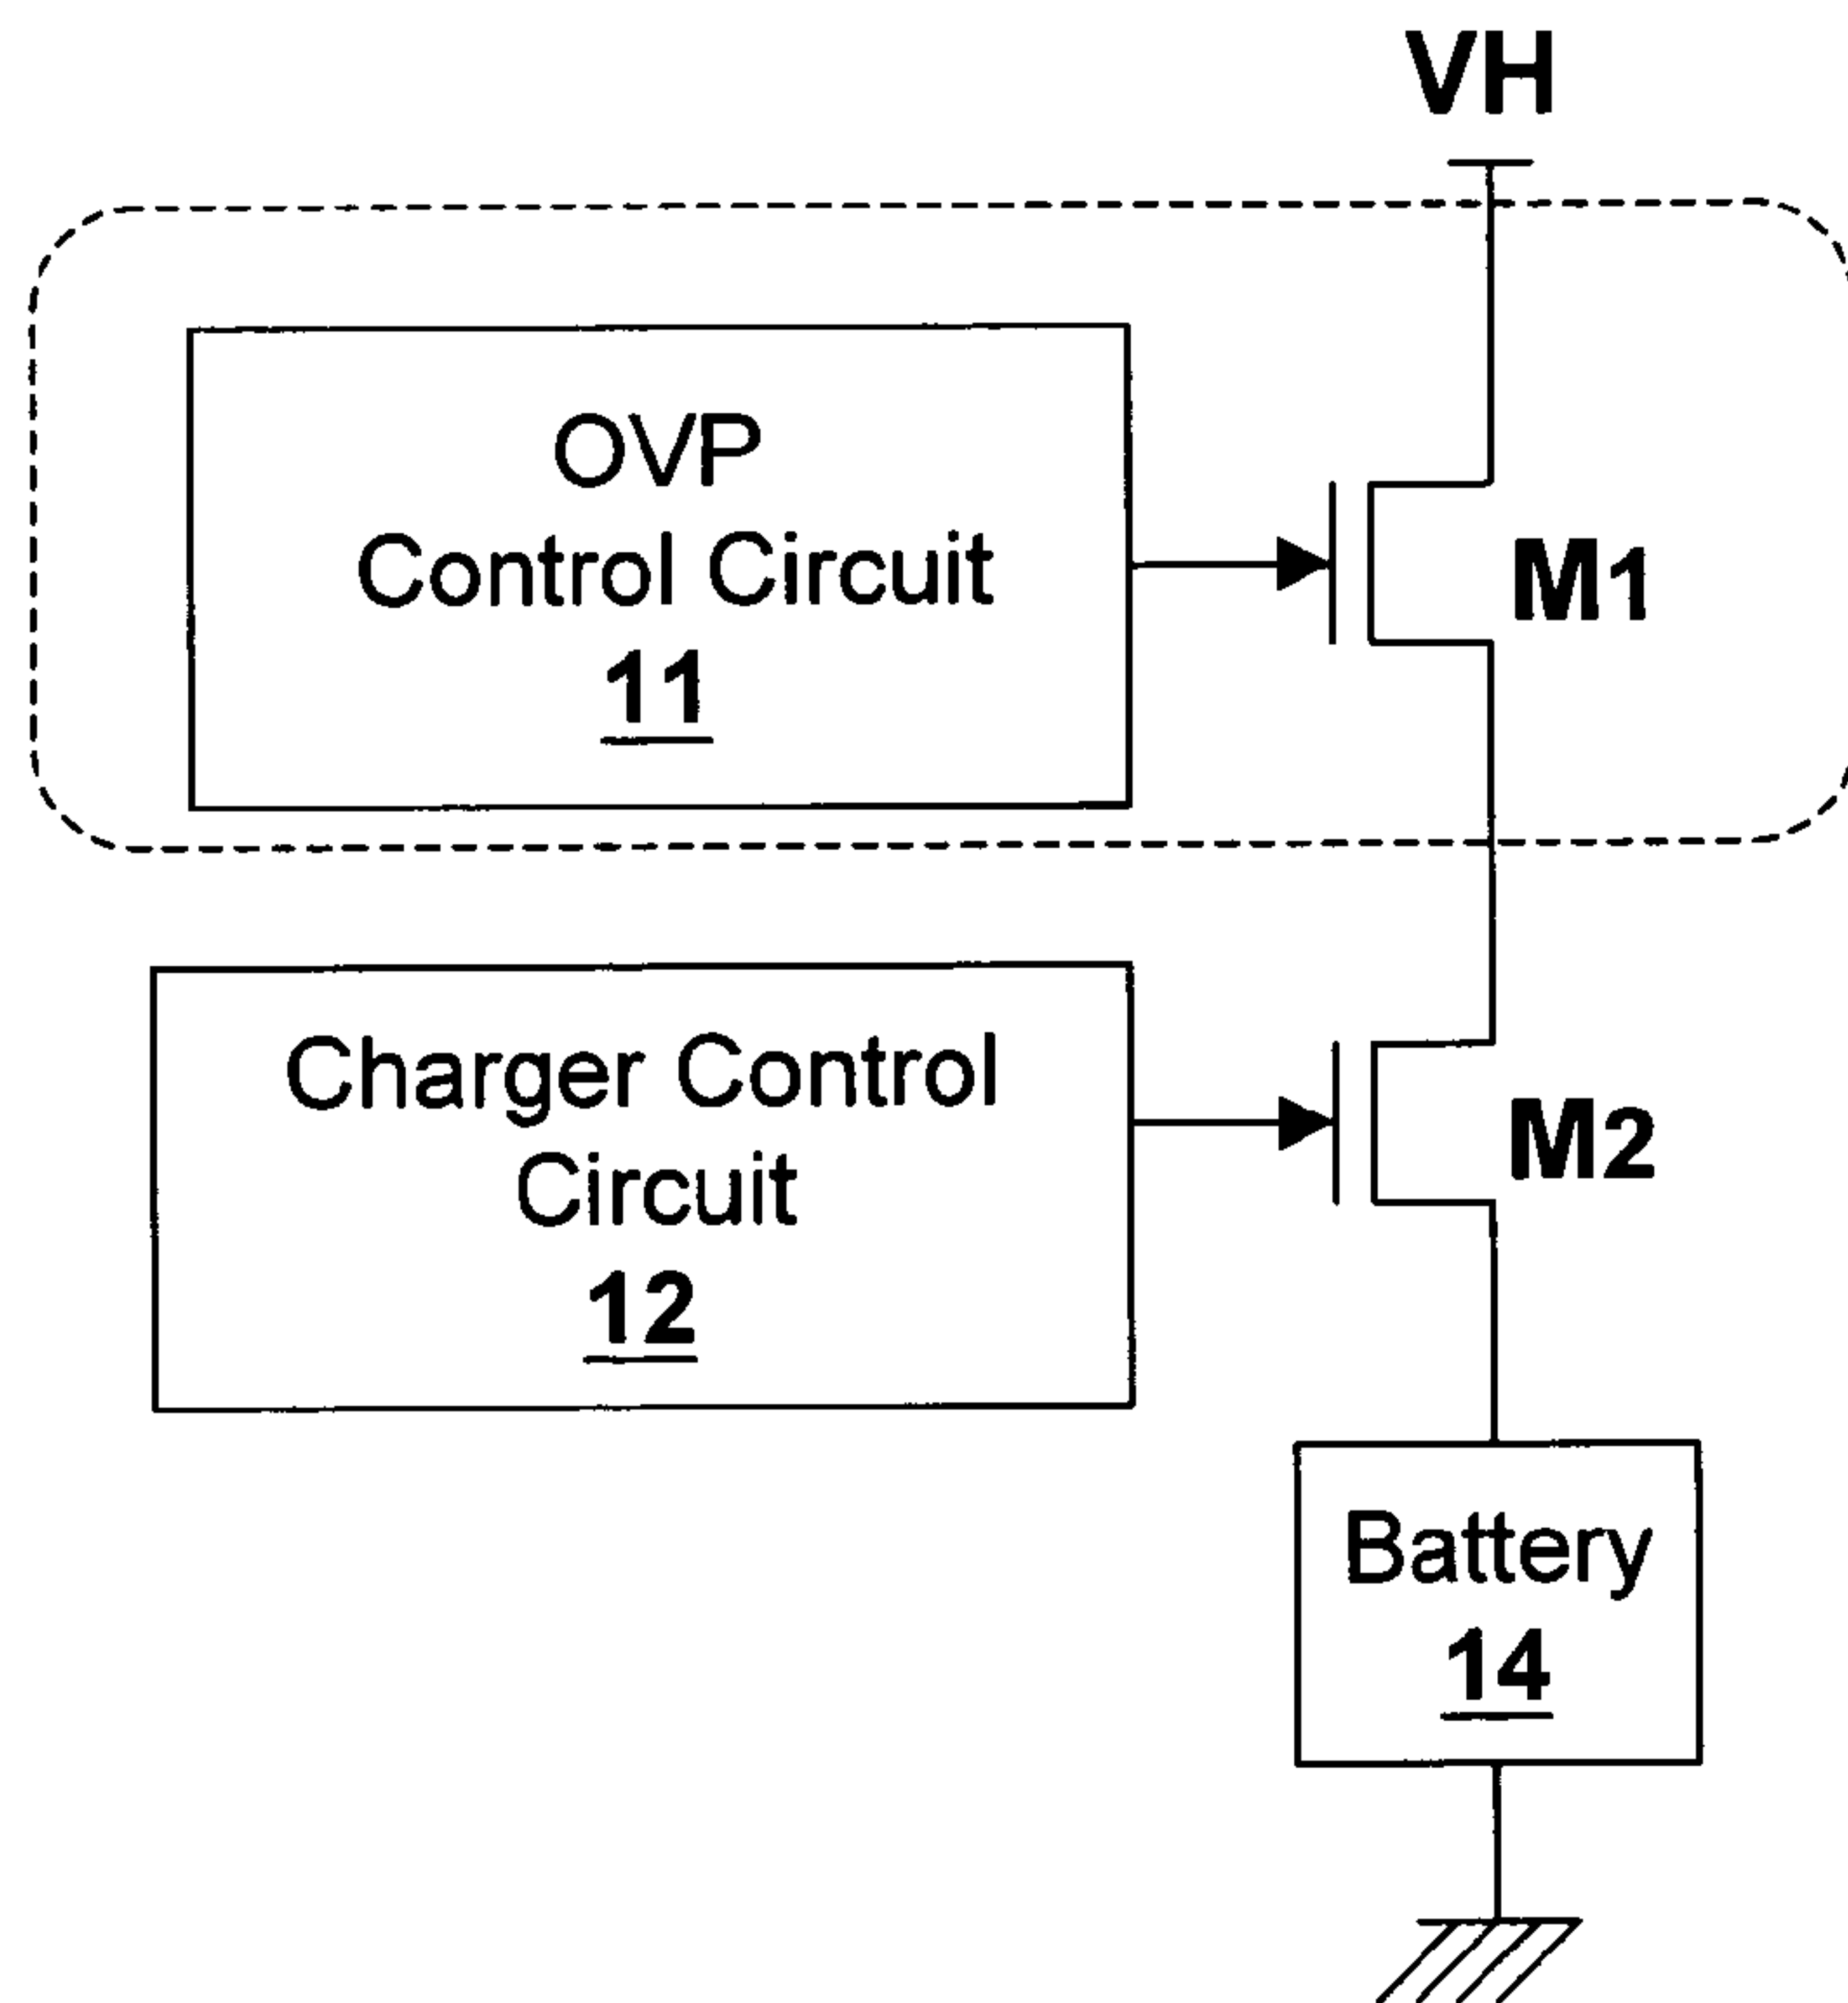 VH
OVP
Control Circuit
11
M1
Charger Control
Circuit
12
M2
Battery
14